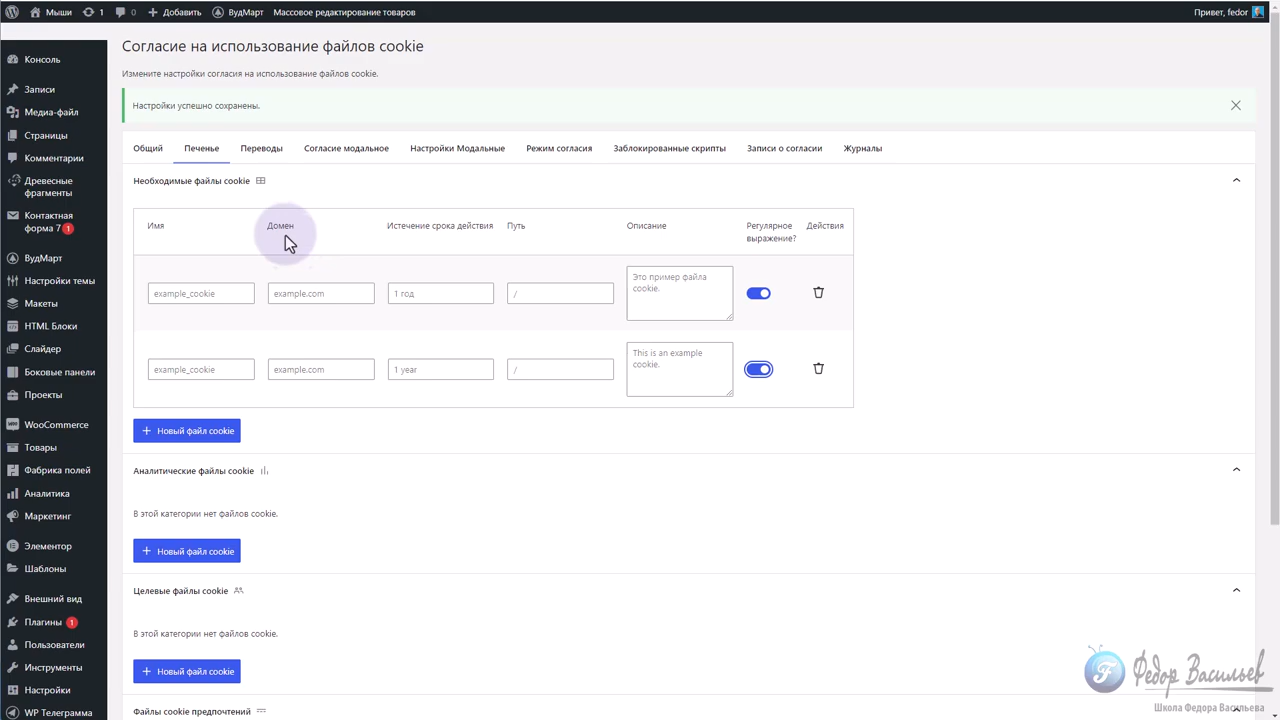 Мыши
1
0
Добавить
ВудМарт
Массовое редактирование товаров
Привет, fedor
Консоль
Записи
Медиа-файл
Страницы
Комментарии
Древесные
фрагменты
Контактная
форма 7 1
ВудМарт
Настройки темы
Макеты
HTML Блоки
Слайдер
Боковые панели
Проекты
WooCommerce
Товары
Фабрика полей
Аналитика
Маркетинг
Элементор
Шаблоны
Внешний вид
Плагины 1
Пользователи
Инструменты
Настройки
WP Телеграмма
Согласие на использование файлов cookie
Измените настройки согласия на использование файлов cookie.
Настройки успешно сохранены.
Общий
Печенье
Переводы
Согласие модальное
Настройки Модальные
Режим согласия
Заблокированные скрипты
Записи о согласии
Журналы
Необходимые файлы cookie
Имя
Домен
Истечение срока действия
Путь
Описание
Регулярное
выражение?
Действия
example_cookie
example.com
1 год
/
Это пример файла
cookie.
example_cookie
example.com
1 year
/
This is an example
cookie.
Новый файл cookie
Аналитические файлы cookie
В этой категории нет файлов cookie.
Новый файл cookie
Целевые файлы cookie
В этой категории нет файлов cookie.
Новый файл cookie
Файлы cookie предпочтений
F
Федор Васильев
Школа Федора Васильева